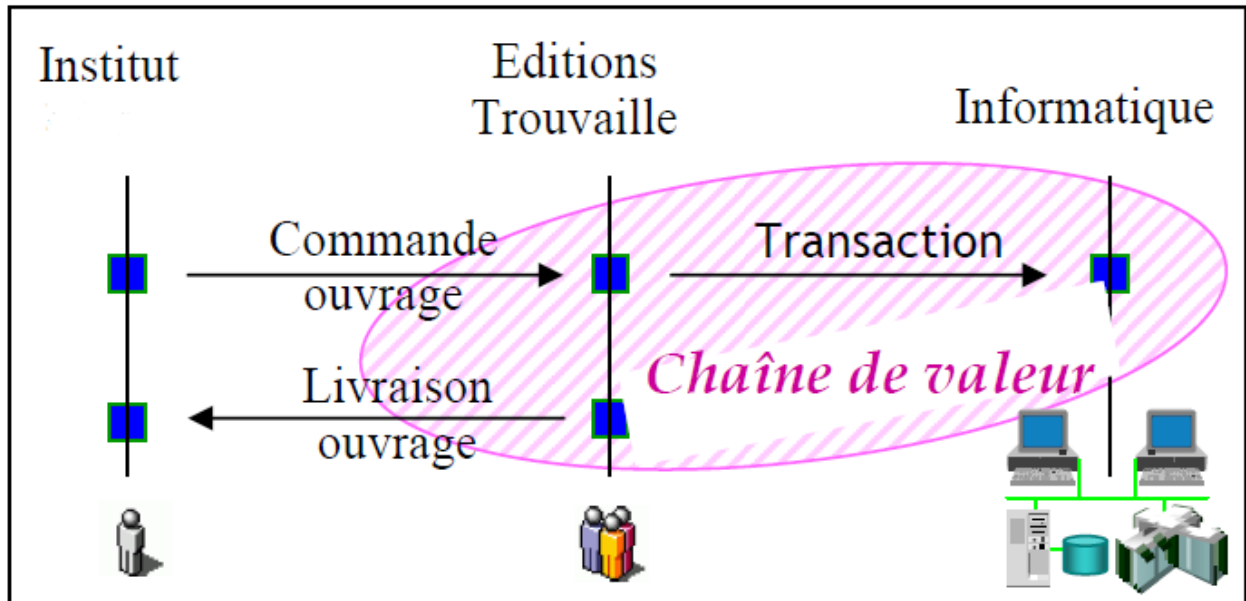 Institut
Editions
Trouvaille
Informatique
Commande
ouvrage
Transaction
Chaîne de valeur
Livraison
ouvrage